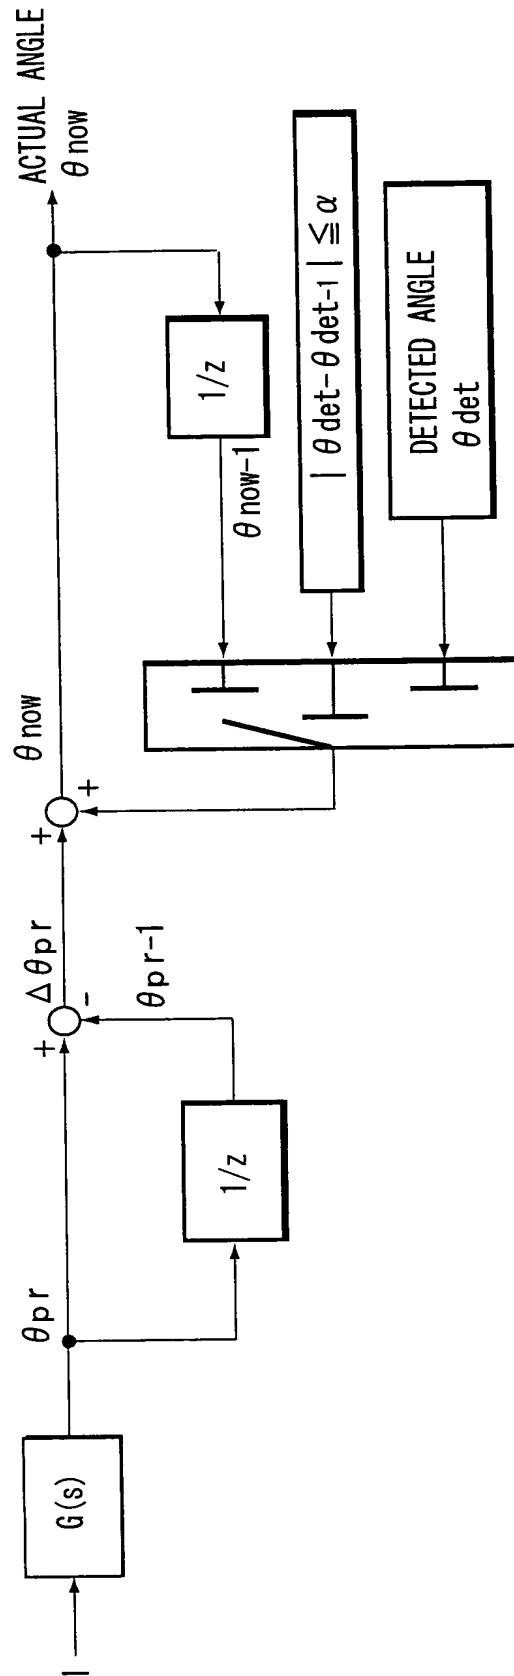 I
G(s)
θpr
1/z
+
-
θpr-1
Δθpr
+
+
θnow
ACTUAL ANGLE
θnow
1/z
θnow-1
|θdet-θdet-1|≦α
DETECTED ANGLE
θdet